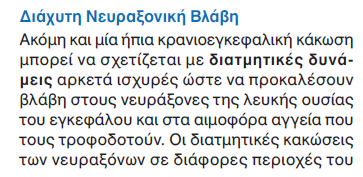 Διάχυτη Νευραξονική Βλάβη
Ακόμη και μία ήπια κρανιοεγκεφαλική κάκωση
μπορεί να σχετίζεται με διατμητικές δυνά-
μεις αρκετά ισχυρές ώστε να προκαλέσουν
βλάβη στους νευράξονες της λευκής ουσίας
του εγκεφάλου και στα αιμοφόρα αγγεία που
τους τροφοδοτούν. Οι διατμητικές κακώσεις
των νευραξόνων σε διάφορες περιοχές του